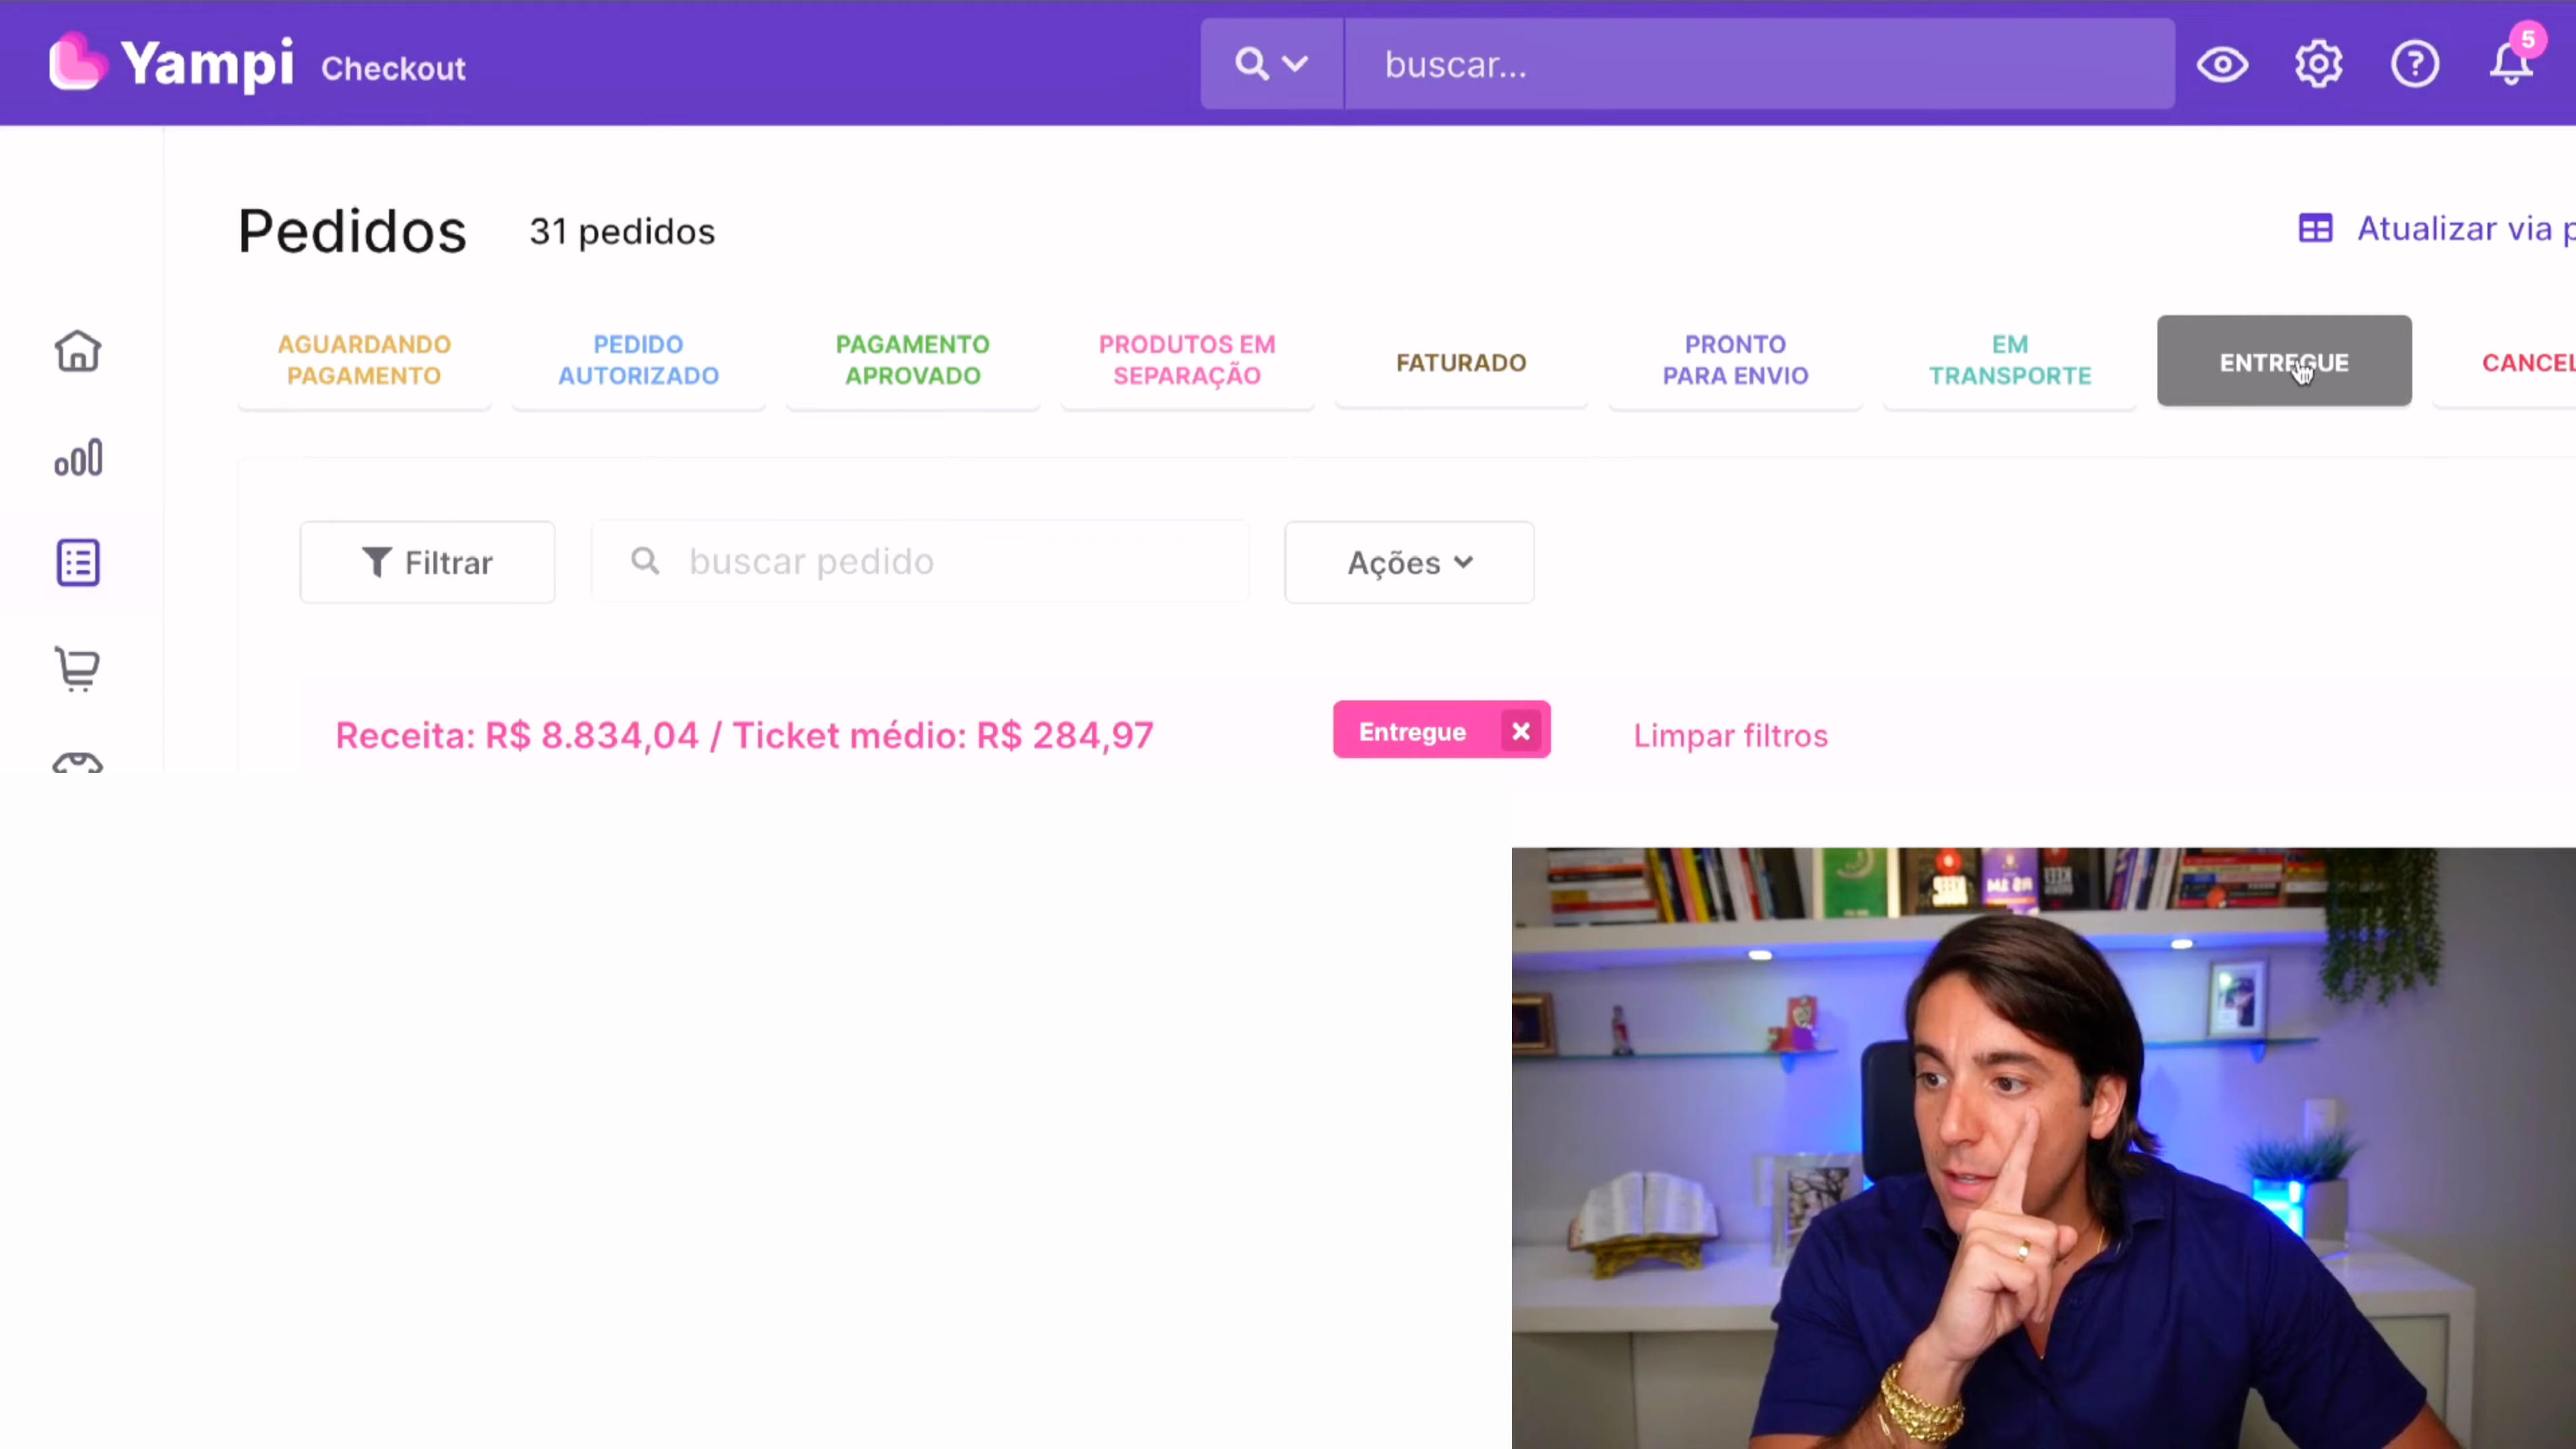 Yampi Checkout
buscar...
5
Pedidos 31 pedidos
Atualizar via p
AGUARDANDO
PAGAMENTO
PEDIDO
AUTORIZADO
PAGAMENTO
APROVADO
PRODUTOS EM
SEPARAÇÃO
FATURADO
PRONTO
PARA ENVIO
EM
TRANSPORTE
ENTREGUE
CANCEL
Filtrar
buscar pedido
Ações
Receita: R$ 8.834,04 / Ticket médio: R$ 284,97
Entregue
Limpar filtros